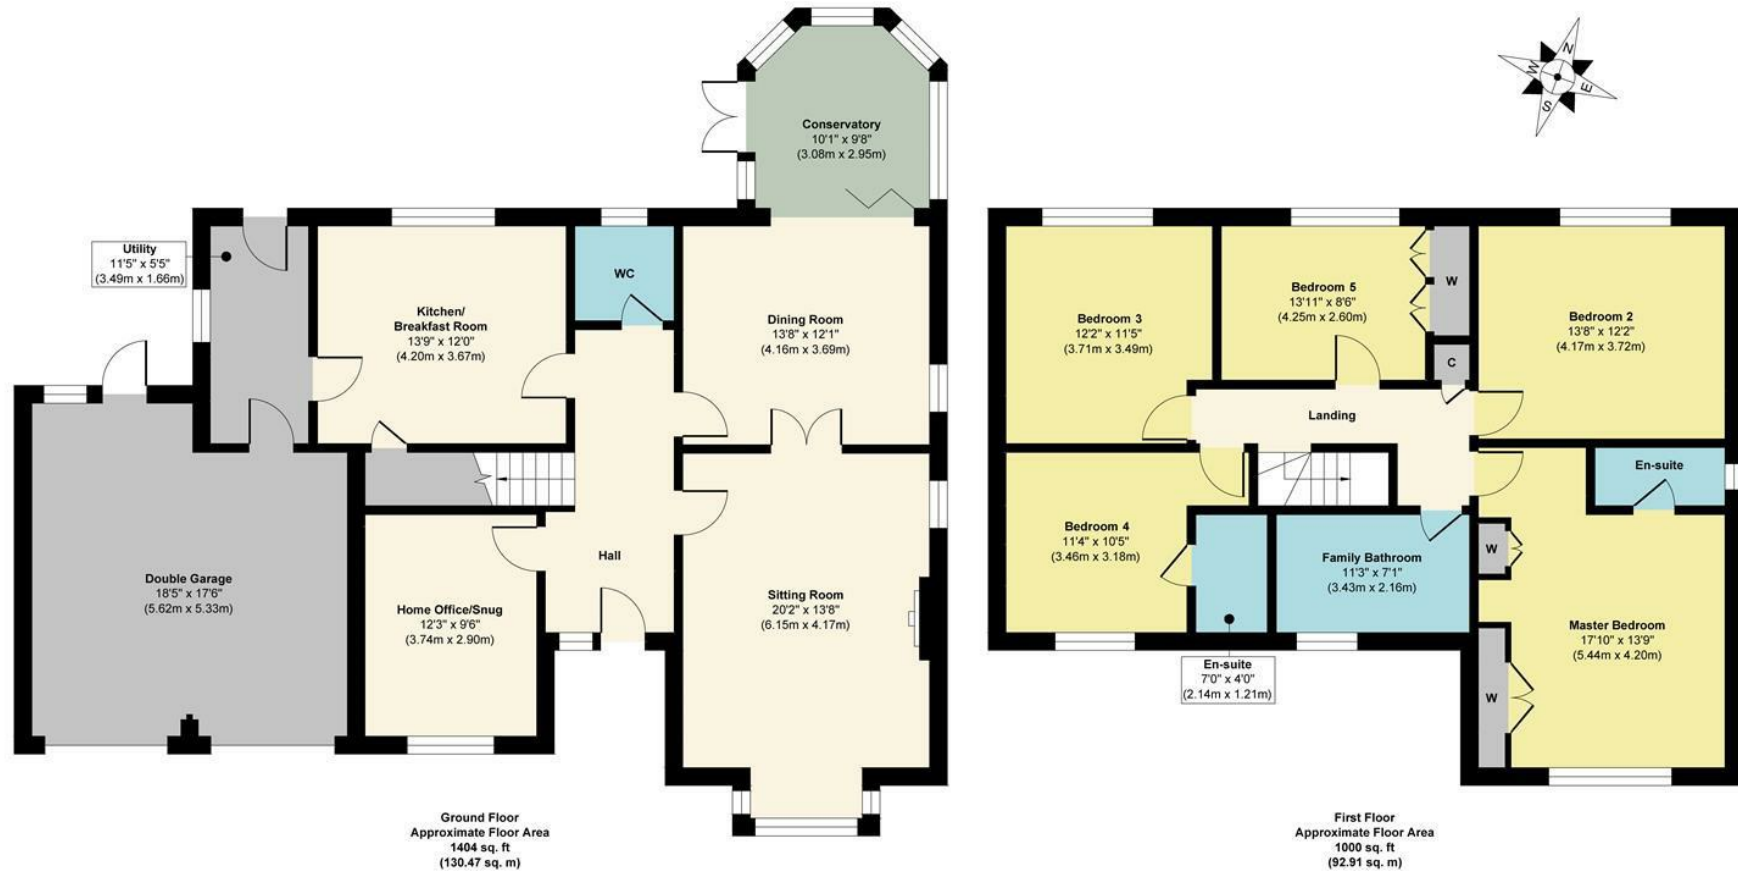 Conservatory
10'1" x 9'8"
(3.08m x 2.95m)
Utility
11'5" x 5'5"
(3.49m x 1.66m)
Kitchen/
Breakfast Room
13'9" x 12'0"
(4.20m x 3.67m)
WC
Dining Room
13'8" x 12'1"
(4.16m x 3.69m)
Double Garage
18'5" x 17'6"
(5.62m x 5.33m)
Home Office/Snug
12'3" x 9'6"
(3.74m x 2.90m)
Hall
Sitting Room
20'2" x 13'8"
(6.15m x 4.17m)
Ground Floor
Approximate Floor Area
1404 sq. ft
(130.47 sq. m)
N
W
E
S
Bedroom 3
12'2" x 11'5"
(3.71m x 3.49m)
Bedroom 5
13'11" x 8'6"
(4.25m x 2.60m)
W
C
Bedroom 2
13'8" x 12'2"
(4.17m x 3.72m)
Landing
En-suite
Bedroom 4
11'4" x 10'5"
(3.46m x 3.18m)
Family Bathroom
11'3" x 7'1"
(3.43m x 2.16m)
W
Master Bedroom
17'10" x 13'9"
(5.44m x 4.20m)
W
En-suite
7'0" x 4'0"
(2.14m x 1.21m)
First Floor
Approximate Floor Area
1000 sq. ft
(92.91 sq. m)